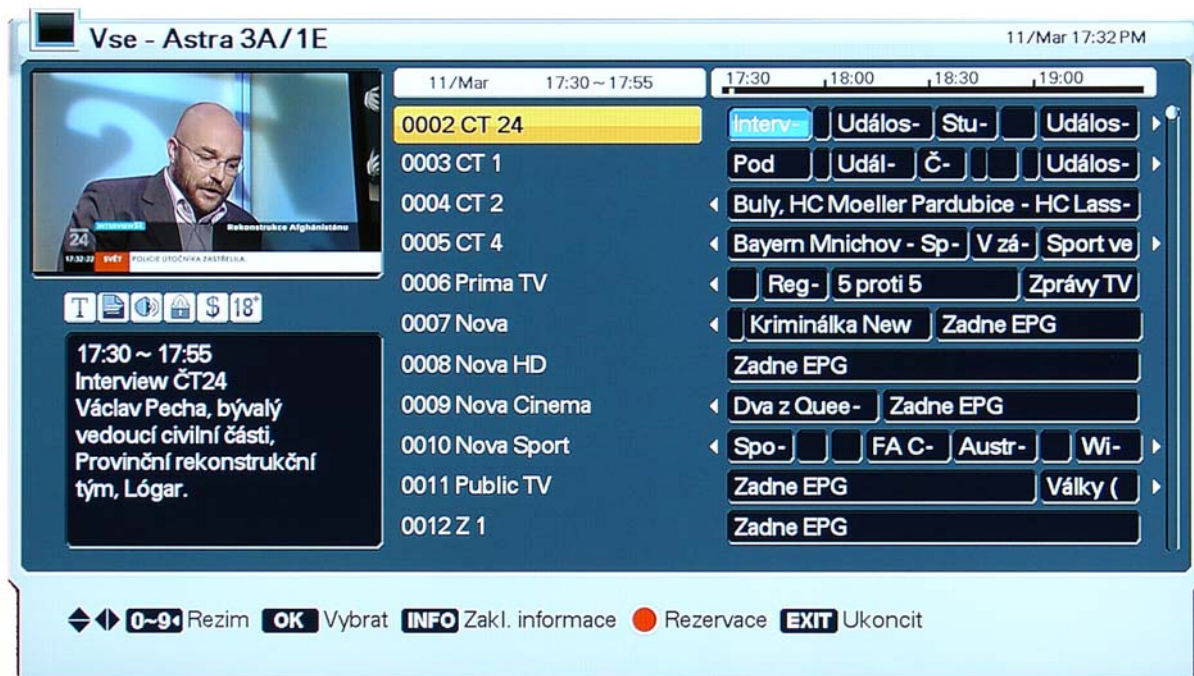 Vse - Astra 3A/1E
11/Mar 17:32 PM
11/Mar 17:30 ~ 17:55
17:30 18:00 18:30 19:00
0002 CT 24
Interv- Událos- Stu- Událos-
0003 CT 1
Pod Udál- Č- Událos-
0004 CT 2
Buly, HC Moeller Pardubice - HC Lass-
0005 CT 4
Bayern Mnichov - Sp- V zá- Sport ve
0006 Prima TV
Reg- 5 proti 5 Zprávy TV
0007 Nova
Kriminálka New Zadne EPG
0008 Nova HD
Zadne EPG
0009 Nova Cinema
Dva z Quee- Zadne EPG
0010 Nova Sport
Spo- FA C- Austr- Wi-
0011 Public TV
Zadne EPG Války (
0012 Z 1
Zadne EPG
INTERVIEW
Rekonstrukce Afghánistánu
24
17:32:22 SVĚT POLICIE ÚTOČNÍKA ZASTŘELILA
T $ 18+
17:30 ~ 17:55
Interview ČT24
Václav Pecha, bývalý
vedoucí civilní části,
Provinční rekonstrukční
tým, Lógar.
0~9 Rezim OK Vybrat INFO Zakl. informace Rezervace EXIT Ukoncit